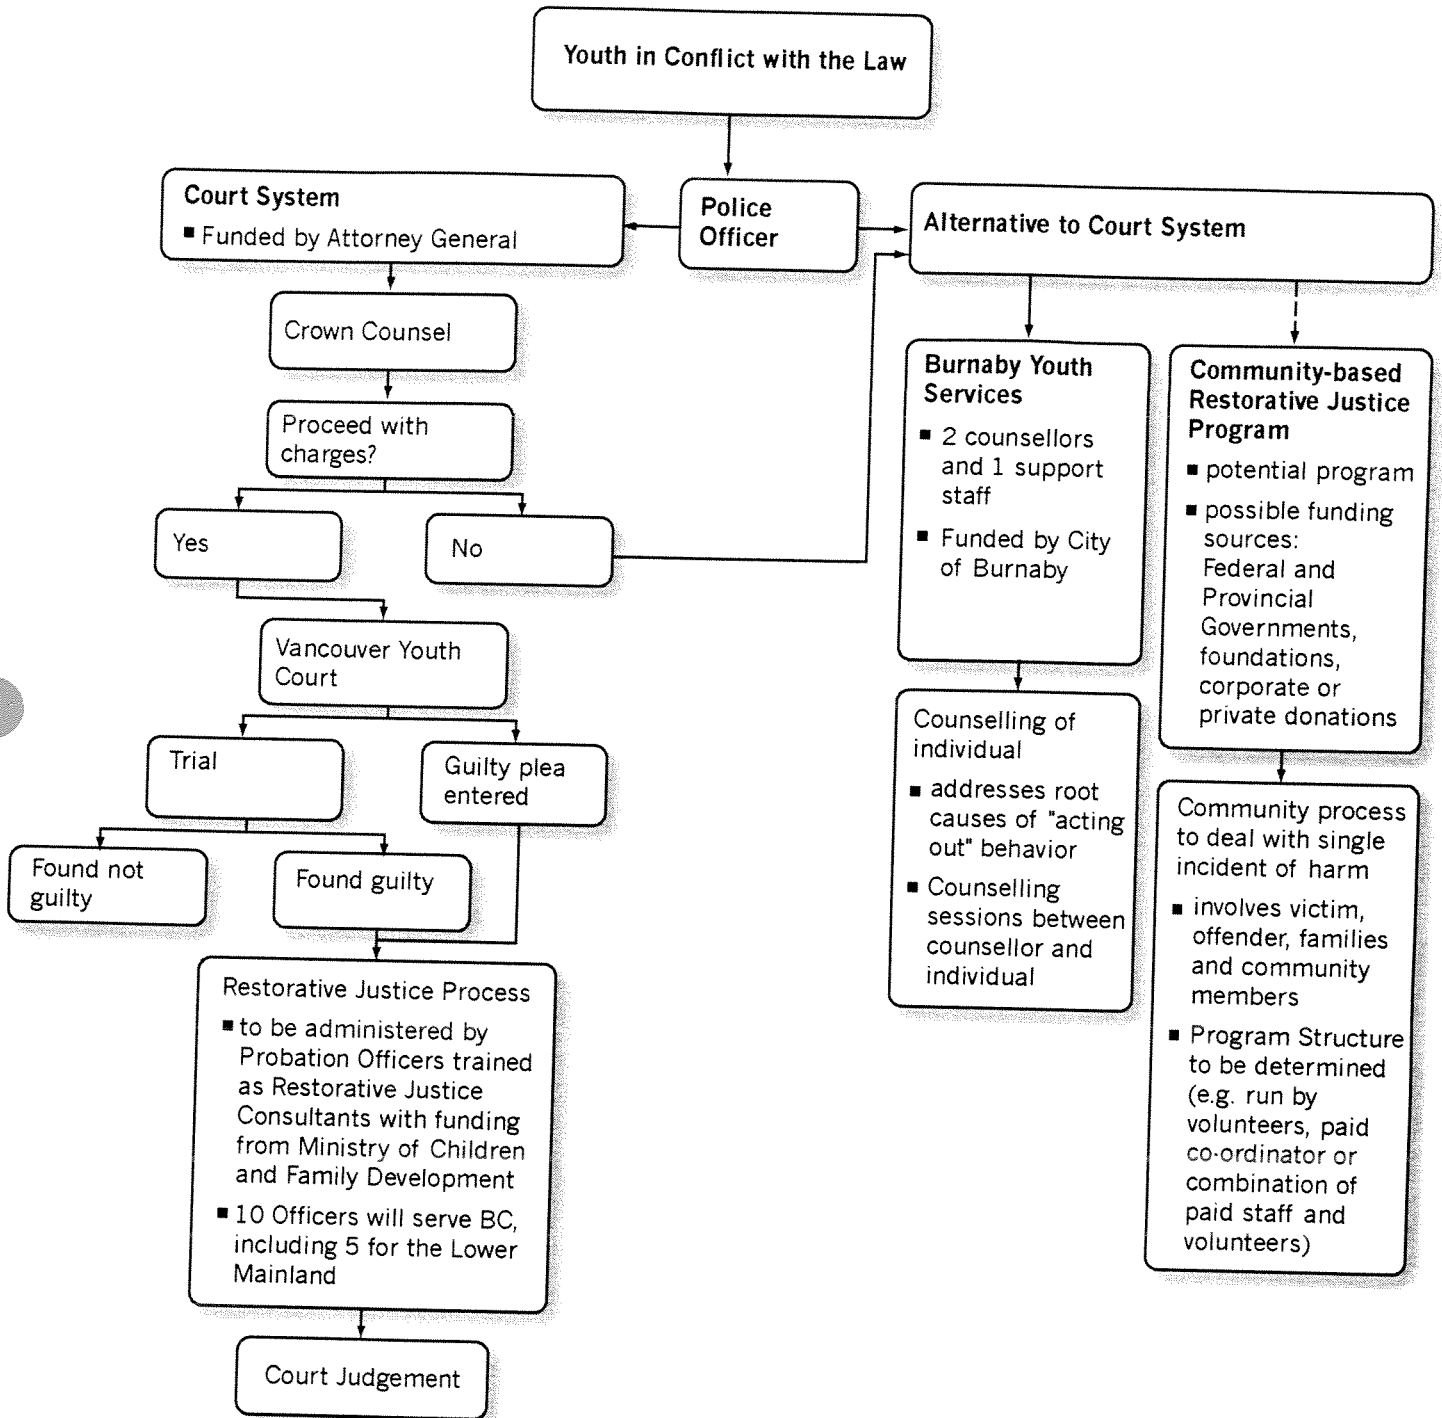 Youth in Conflict with the Law
Court System
■ Funded by Attorney General
Police
Officer
Alternative to Court System
Crown Counsel
Proceed with
charges?
Yes
No
Vancouver Youth
Court
Trial
Guilty plea
entered
Found not
guilty
Found guilty
Restorative Justice Process
■ to be administered by
Probation Officers trained
as Restorative Justice
Consultants with funding
from Ministry of Children
and Family Development
■ 10 Officers will serve BC,
including 5 for the Lower
Mainland
Court Judgement
Burnaby Youth
Services
■ 2 counsellors
and 1 support
staff
■ Funded by City
of Burnaby
Counselling of
individual
■ addresses root
causes of "acting
out" behavior
■ Counselling
sessions between
counsellor and
individual
Community-based
Restorative Justice
Program
■ potential program
■ possible funding
sources:
Federal and
Provincial
Governments,
foundations,
corporate or
private donations
Community process
to deal with single
incident of harm
■ involves victim,
offender, families
and community
members
■ Program Structure
to be determined
(e.g. run by
volunteers, paid
co-ordinator or
combination of
paid staff and
volunteers)